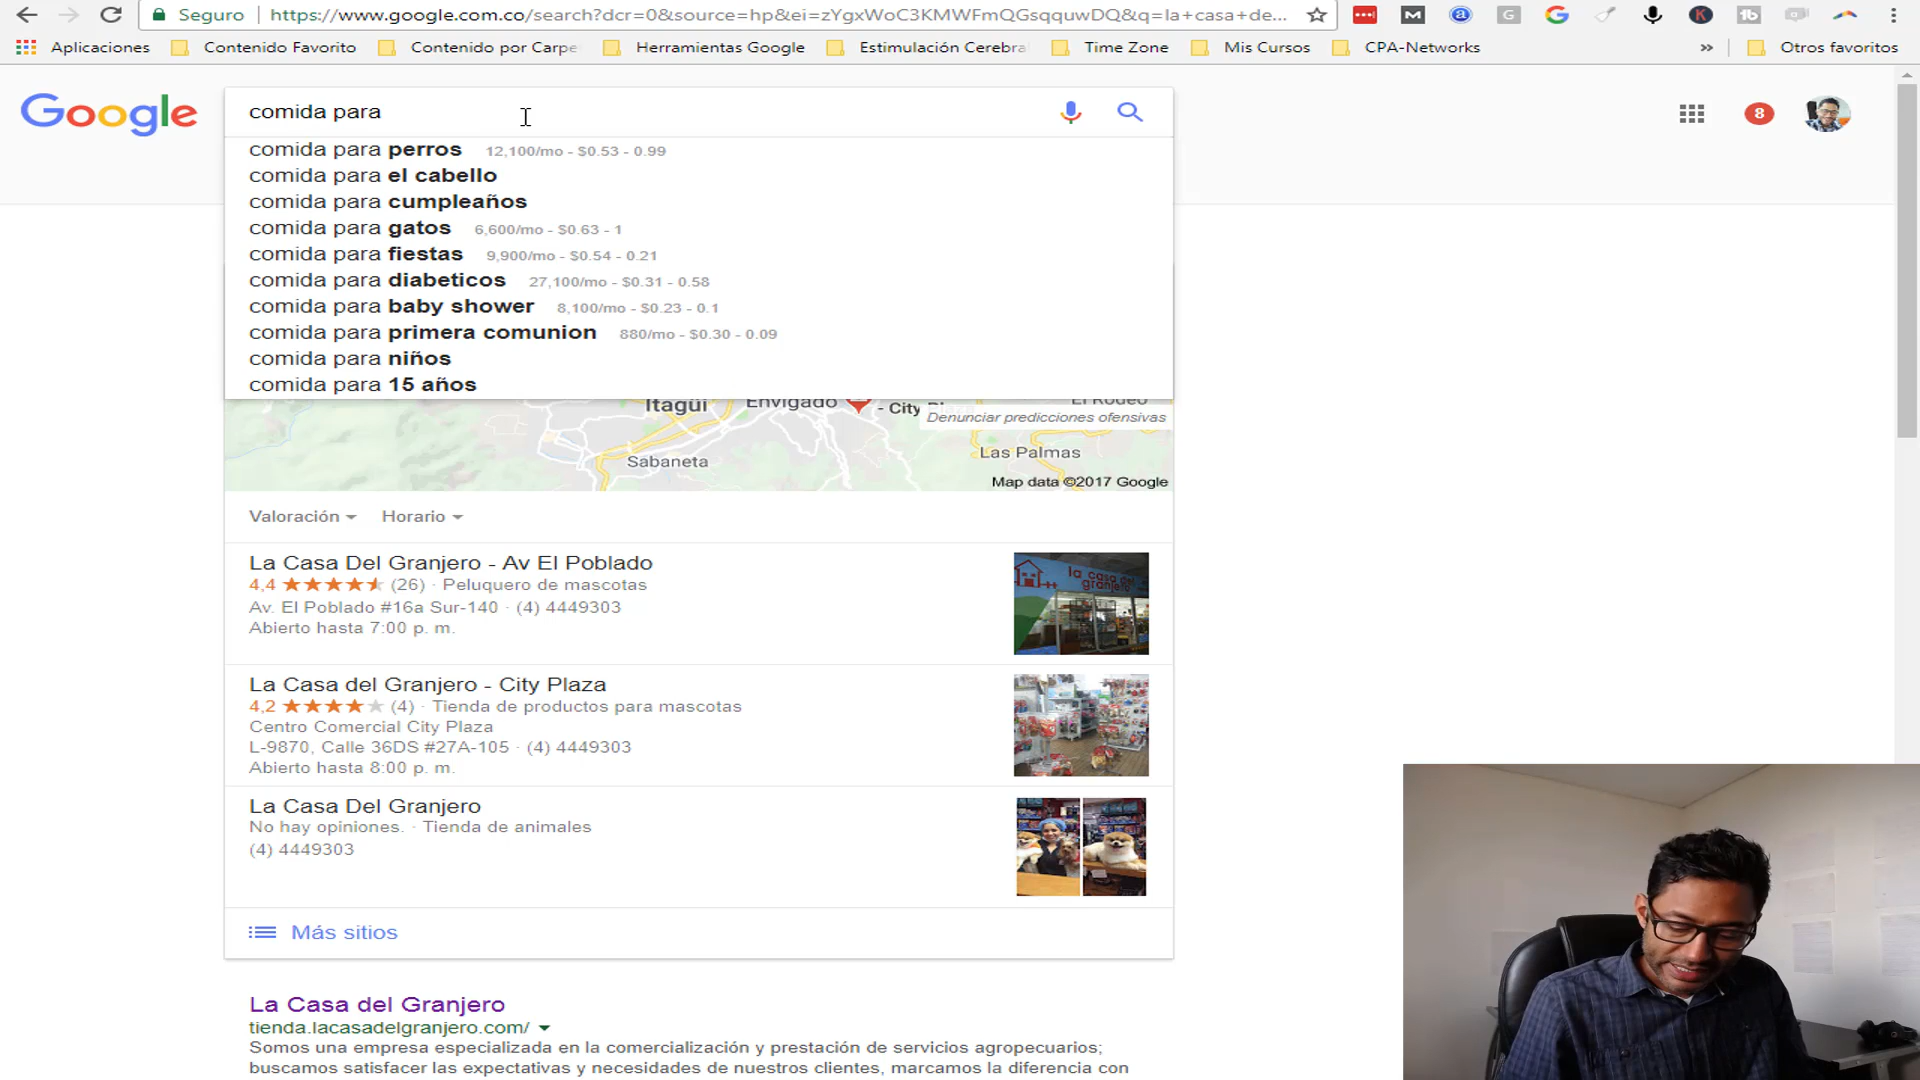 Seguro
https://www.google.com.co/search?dcr=0&source=hp&ei=zYgxWoC3KMWFmQGsqquwDQ&q=la+casa+de...
Aplicaciones Contenido Favorito Contenido por Carpe Herramientas Google Estimulación Cerebral Time Zone Mis Cursos CPA-Networks » Otros favoritos
Google
comida para
8
comida para perros 12,100/mo - $0.53 - 0.99
comida para el cabello
comida para cumpleaños
comida para gatos 6,600/mo - $0.63 - 1
comida para fiestas 9,900/mo - $0.54 - 0.21
comida para diabeticos 27,100/mo - $0.31 - 0.58
comida para baby shower 8,100/mo - $0.23 - 0.1
comida para primera comunion 880/mo - $0.30 - 0.09
comida para niños
comida para 15 años
Itagüí Envigado - City El Rodeo
Denunciar predicciones ofensivas
Sabaneta Las Palmas
Map data ©2017 Google
Valoración Horario
La Casa Del Granjero - Av El Poblado
4,4 ★★★★★ (26) · Peluquero de mascotas
Av. El Poblado #16a Sur-140 · (4) 4449303
Abierto hasta 7:00 p. m.
la casa del granjero
La Casa del Granjero - City Plaza
4,2 ★★★★★ (4) · Tienda de productos para mascotas
Centro Comercial City Plaza
L-9870, Calle 36DS #27A-105 · (4) 4449303
Abierto hasta 8:00 p. m.
La Casa Del Granjero
No hay opiniones. · Tienda de animales
(4) 4449303
Más sitios
La Casa del Granjero
tienda.lacasadelgranjero.com/
Somos una empresa especializada en la comercialización y prestación de servicios agropecuarios;
buscamos satisfacer las expectativas y necesidades de nuestros clientes, marcamos la diferencia con